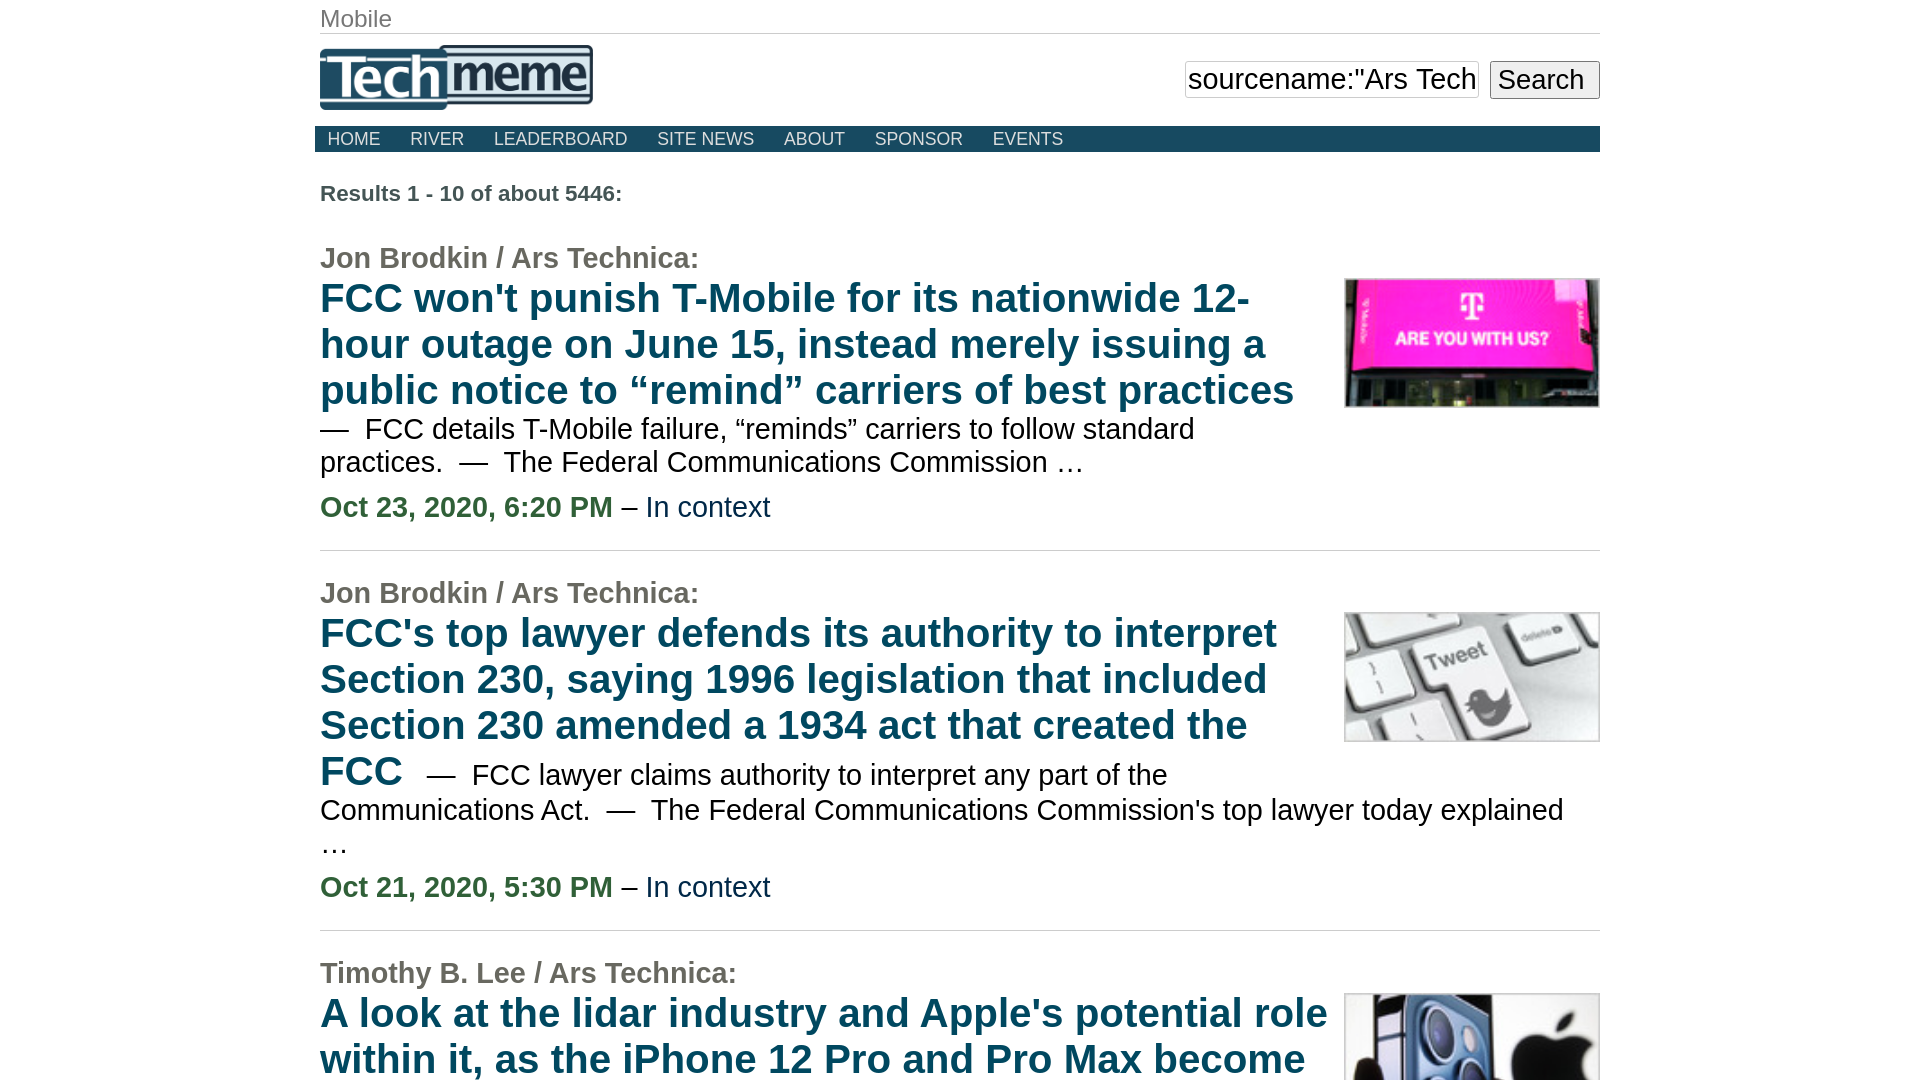 Mobile
Tech meme
sourcename:"Ars Tech
Search
HOME RIVER LEADERBOARD SITE NEWS ABOUT SPONSOR EVENTS
Results 1 - 10 of about 5446:
Jon Brodkin / Ars Technica:
FCC won't punish T-Mobile for its nationwide 12-
hour outage on June 15, instead merely issuing a
public notice to “remind” carriers of best practices
— FCC details T-Mobile failure, “reminds” carriers to follow standard
practices. — The Federal Communications Commission …
T
ARE YOU WITH US?
Oct 23, 2020, 6:20 PM – In context
Jon Brodkin / Ars Technica:
FCC's top lawyer defends its authority to interpret
Section 230, saying 1996 legislation that included
Section 230 amended a 1934 act that created the
FCC — FCC lawyer claims authority to interpret any part of the
Communications Act. — The Federal Communications Commission's top lawyer today explained
…
delete
Tweet
Oct 21, 2020, 5:30 PM – In context
Timothy B. Lee / Ars Technica:
A look at the lidar industry and Apple's potential role
within it, as the iPhone 12 Pro and Pro Max become